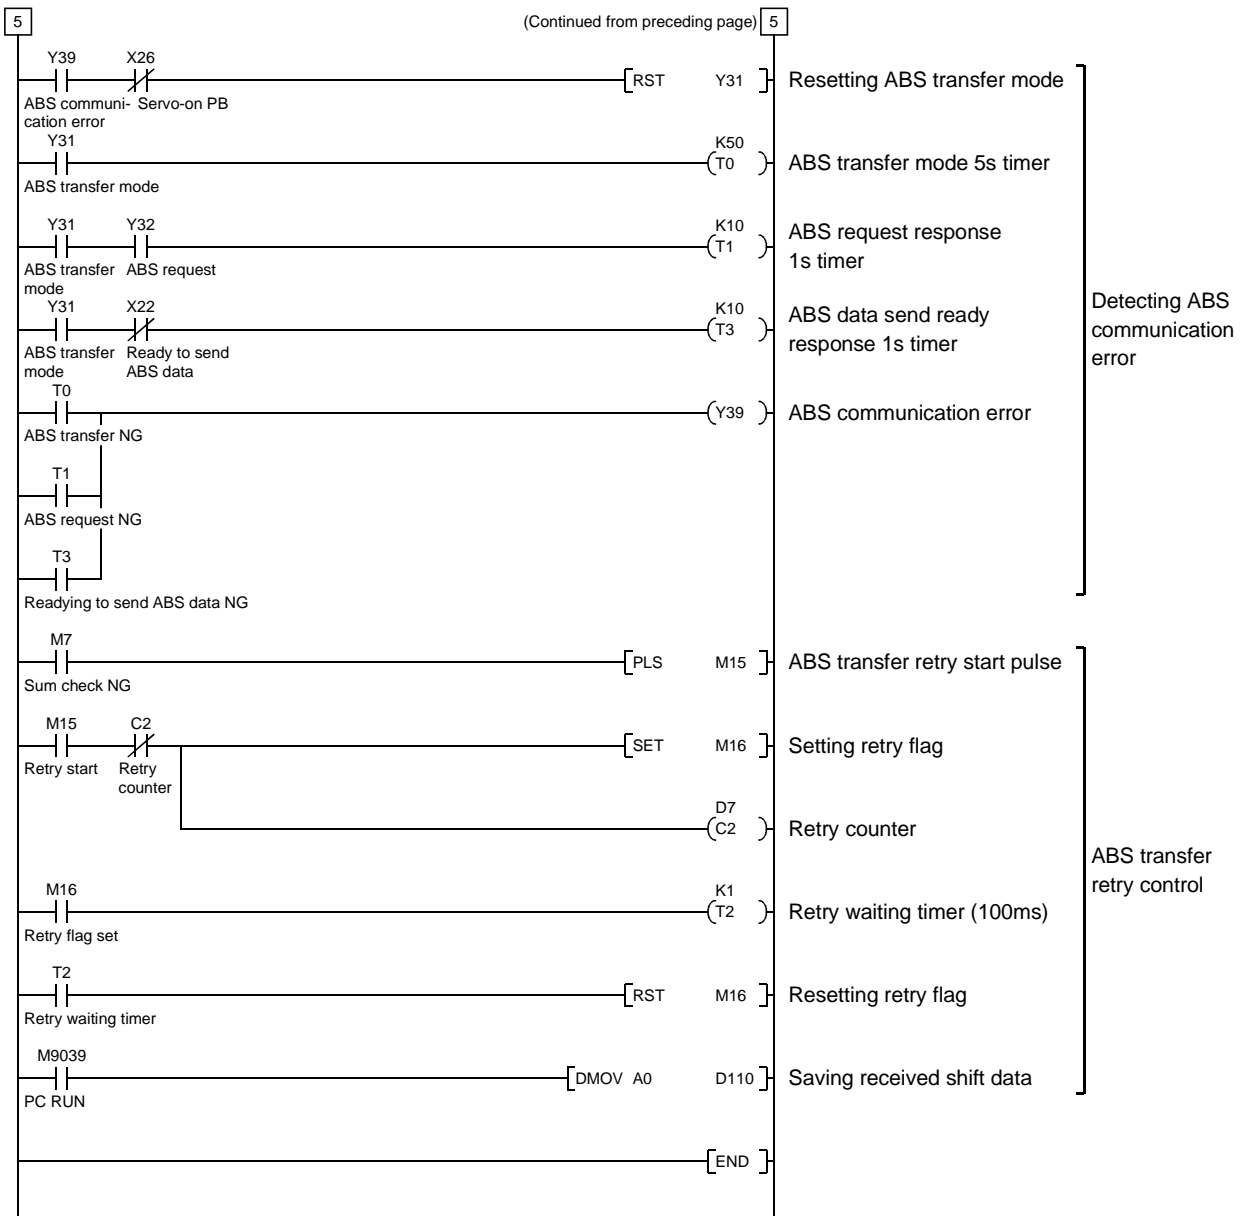 5 (Continued from preceding page) 5
Y39 X26
RST Y31 Resetting ABS transfer mode
ABS communi- Servo-on PB
cation error
Y31 K50
T0 ABS transfer mode 5s timer
ABS transfer mode
Y31 Y32 K10
T1 ABS request response
1s timer
ABS transfer ABS request
mode
Y31 X22 K10
T3 ABS data send ready
response 1s timer
ABS transfer Ready to send
mode ABS data
Detecting ABS
communication
error
T0
Y39 ABS communication error
ABS transfer NG
T1
ABS request NG
T3
Readying to send ABS data NG
M7
PLS M15 ABS transfer retry start pulse
Sum check NG
M15 C2
SET M16 Setting retry flag
Retry start Retry
counter
D7
C2 Retry counter
ABS transfer
retry control
M16 K1
T2 Retry waiting timer (100ms)
Retry flag set
T2
RST M16 Resetting retry flag
Retry waiting timer
M9039
DMOV A0 D110 Saving received shift data
PC RUN
END